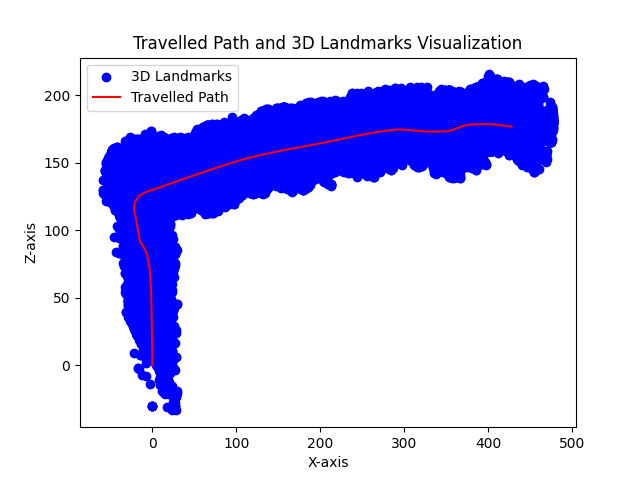 Travelled Path and 3D Landmarks Visualization
3D Landmarks
Travelled Path
Z-axis
200
150
100
50
0
0 100 200 300 400 500
X-axis